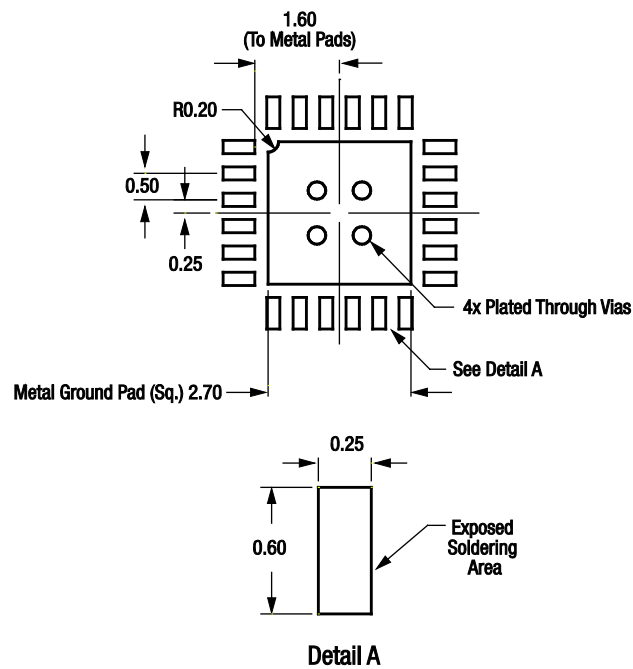 1.60
(To Metal Pads)
R0.20
0.50
0.25
4x Plated Through Vias
See Detail A
Metal Ground Pad (Sq.) 2.70
0.25
0.60
Exposed
Soldering
Area
Detail A